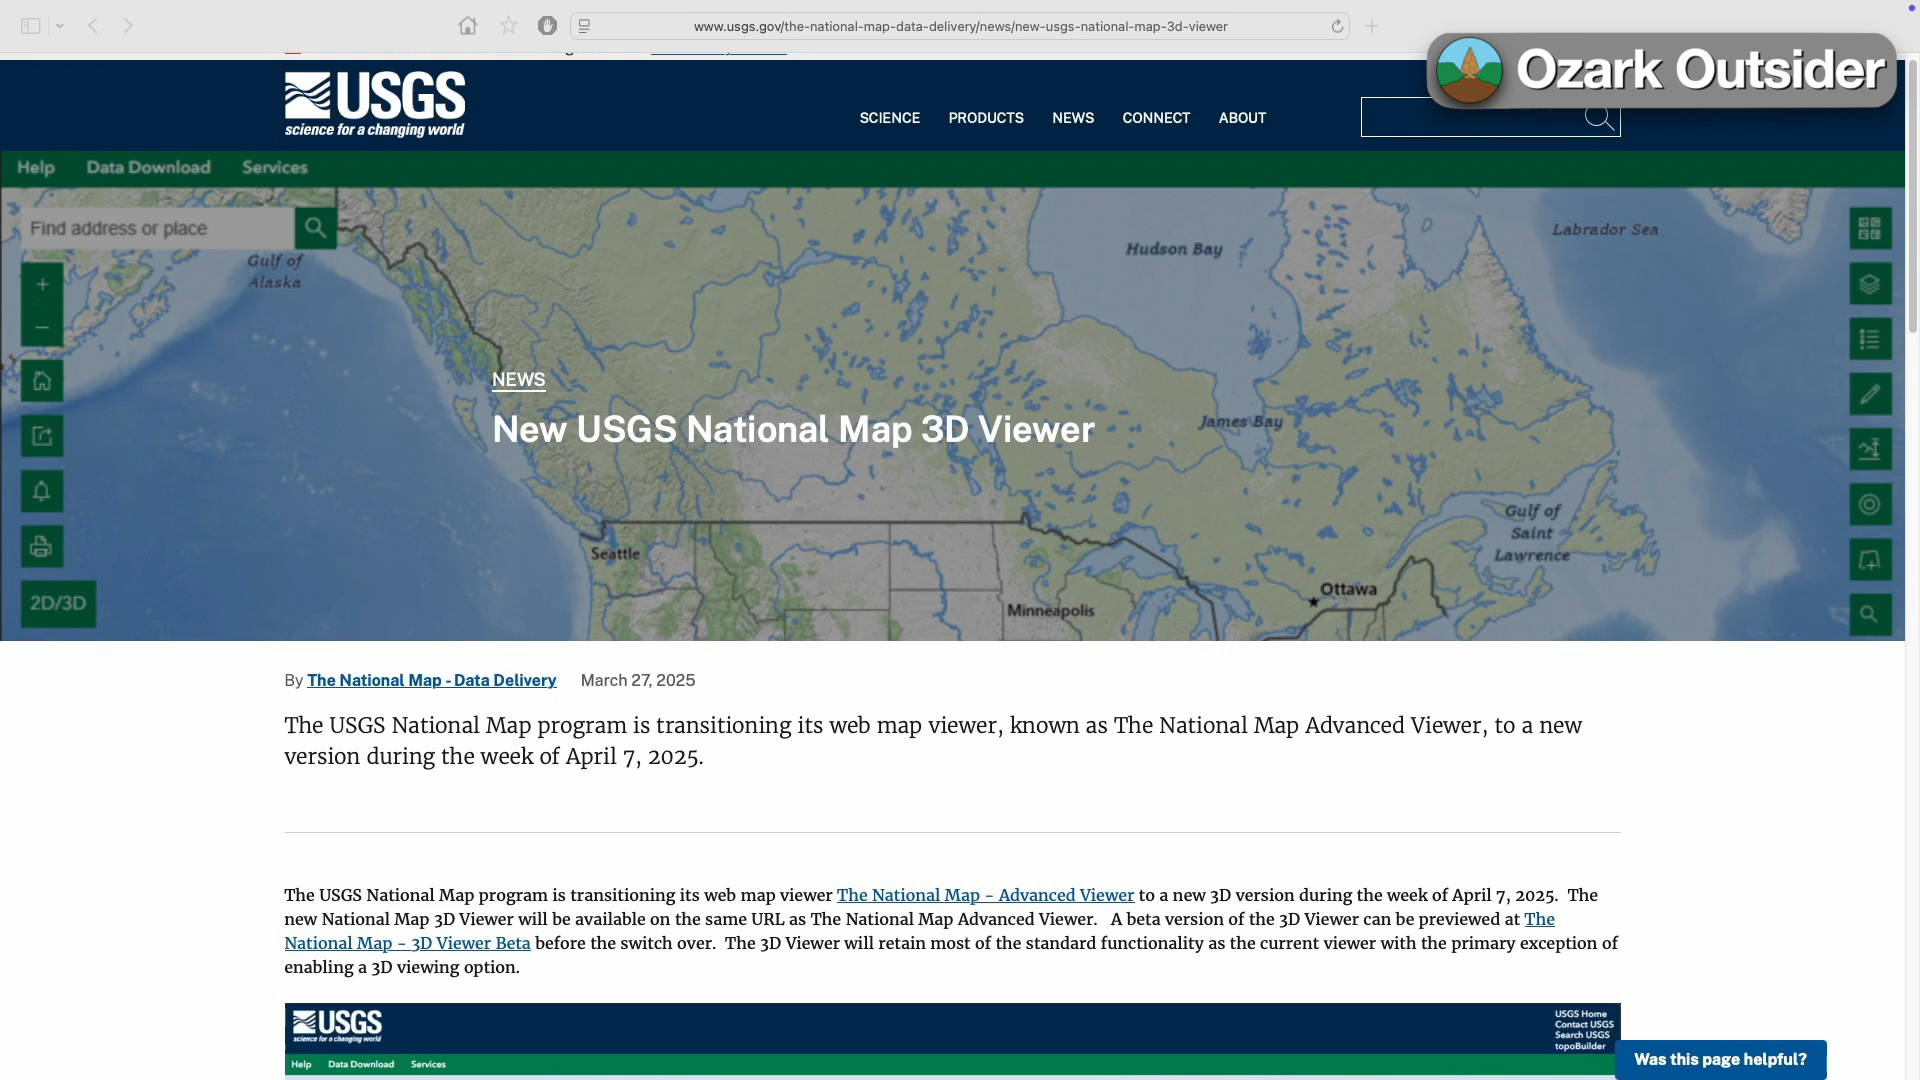 www.usgs.gov/the-national-map-data-delivery/news/new-usgs-national-map-3d-viewer
Ozark Outsider
USGS
science for a changing world
SCIENCE PRODUCTS NEWS CONNECT ABOUT
Help Data Download Services
Find address or place
Gulf of
Alaska
Hudson Bay
Labrador Sea
NEWS
New USGS National Map 3D Viewer
James Bay
Gulf of
Saint
Lawrence
Seattle
Ottawa
Minneapolis
2D/3D
By The National Map - Data Delivery March 27, 2025
The USGS National Map program is transitioning its web map viewer, known as The National Map Advanced Viewer, to a new
version during the week of April 7, 2025.
The USGS National Map program is transitioning its web map viewer The National Map - Advanced Viewer to a new 3D version during the week of April 7, 2025. The
new National Map 3D Viewer will be available on the same URL as The National Map Advanced Viewer. A beta version of the 3D Viewer can be previewed at The
National Map - 3D Viewer Beta before the switch over. The 3D Viewer will retain most of the standard functionality as the current viewer with the primary exception of
enabling a 3D viewing option.
USGS
science for a changing world
USGS Home
Contact USGS
Search USGS
topoBuilder
Help Data Download Services
Was this page helpful?